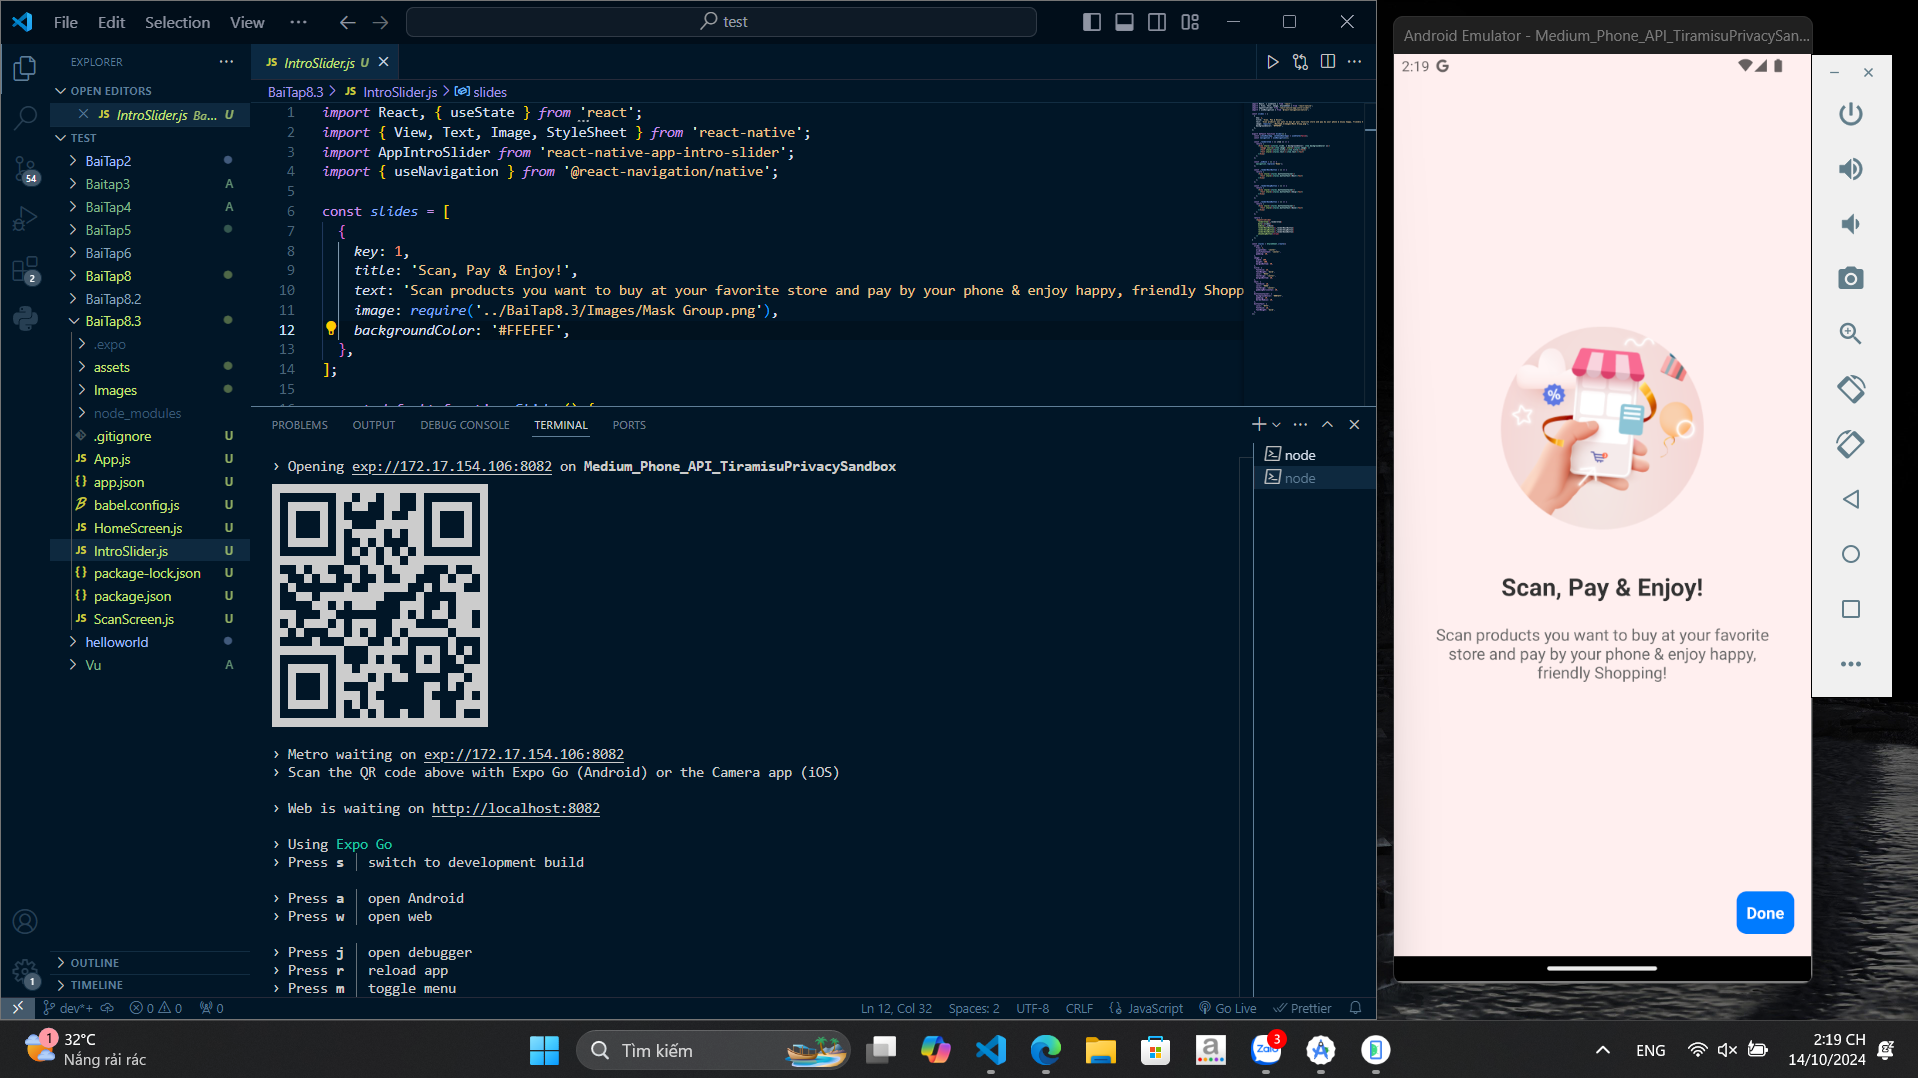 File Edit Selection View ··· test
EXPLORER
OPEN EDITORS
IntroSlider.js Ba... U
TEST
BaiTap2
Baitap3 A
BaiTap4 A
BaiTap5
BaiTap6
BaiTap8
BaiTap8.2
BaiTap8.3
.expo
assets
Images
node_modules
.gitignore U
App.js U
app.json U
babel.config.js U
HomeScreen.js U
IntroSlider.js U
package-lock.json U
package.json U
ScanScreen.js U
helloworld
Vu A
OUTLINE
TIMELINE
54
2
1
IntroSlider.js U
BaiTap8.3 > JS IntroSlider.js > slides
1 import React, { useState } from 'react';
2 import { View, Text, Image, StyleSheet } from 'react-native';
3 import AppIntroSlider from 'react-native-app-intro-slider';
4 import { useNavigation } from '@react-navigation/native';
5
6 const slides = [
7 {
8 key: 1,
9 title: 'Scan, Pay & Enjoy!',
10 text: 'Scan products you want to buy at your favorite store and pay by your phone & enjoy happy, friendly Shopp
11 image: require('../BaiTap8.3/Images/Mask Group.png'),
12 backgroundColor: '#FFEFEF',
13 },
14 ];
15
PROBLEMS OUTPUT DEBUG CONSOLE TERMINAL PORTS
node
node
› Opening exp://172.17.154.106:8082 on Medium_Phone_API_TiramisuPrivacySandbox
› Metro waiting on exp://172.17.154.106:8082
› Scan the QR code above with Expo Go (Android) or the Camera app (iOS)
› Web is waiting on http://localhost:8082
› Using Expo Go
› Press s │ switch to development build
› Press a │ open Android
› Press w │ open web
› Press j │ open debugger
› Press r │ reload app
› Press m │ toggle menu
dev*+ 0 0 0 Ln 12, Col 32 Spaces: 2 UTF-8 CRLF {} JavaScript Go Live Prettier
Android Emulator - Medium_Phone_API_TiramisuPrivacySan...
2:19 G
Scan, Pay & Enjoy!
Scan products you want to buy at your favorite
store and pay by your phone & enjoy happy,
friendly Shopping!
Done
1 32°C
Nắng rải rác
Tìm kiếm
Zalo 3
ENG
2:19 CH
14/10/2024